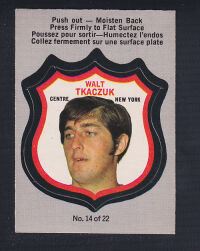 Push out — Moisten Back
Press Firmly to Flat Surface
Poussez pour sortir—Humectez l'endos
Collez fermement sur une surface plate
WALT
TKACZUK
CENTRE NEW YORK
No. 14 of 22